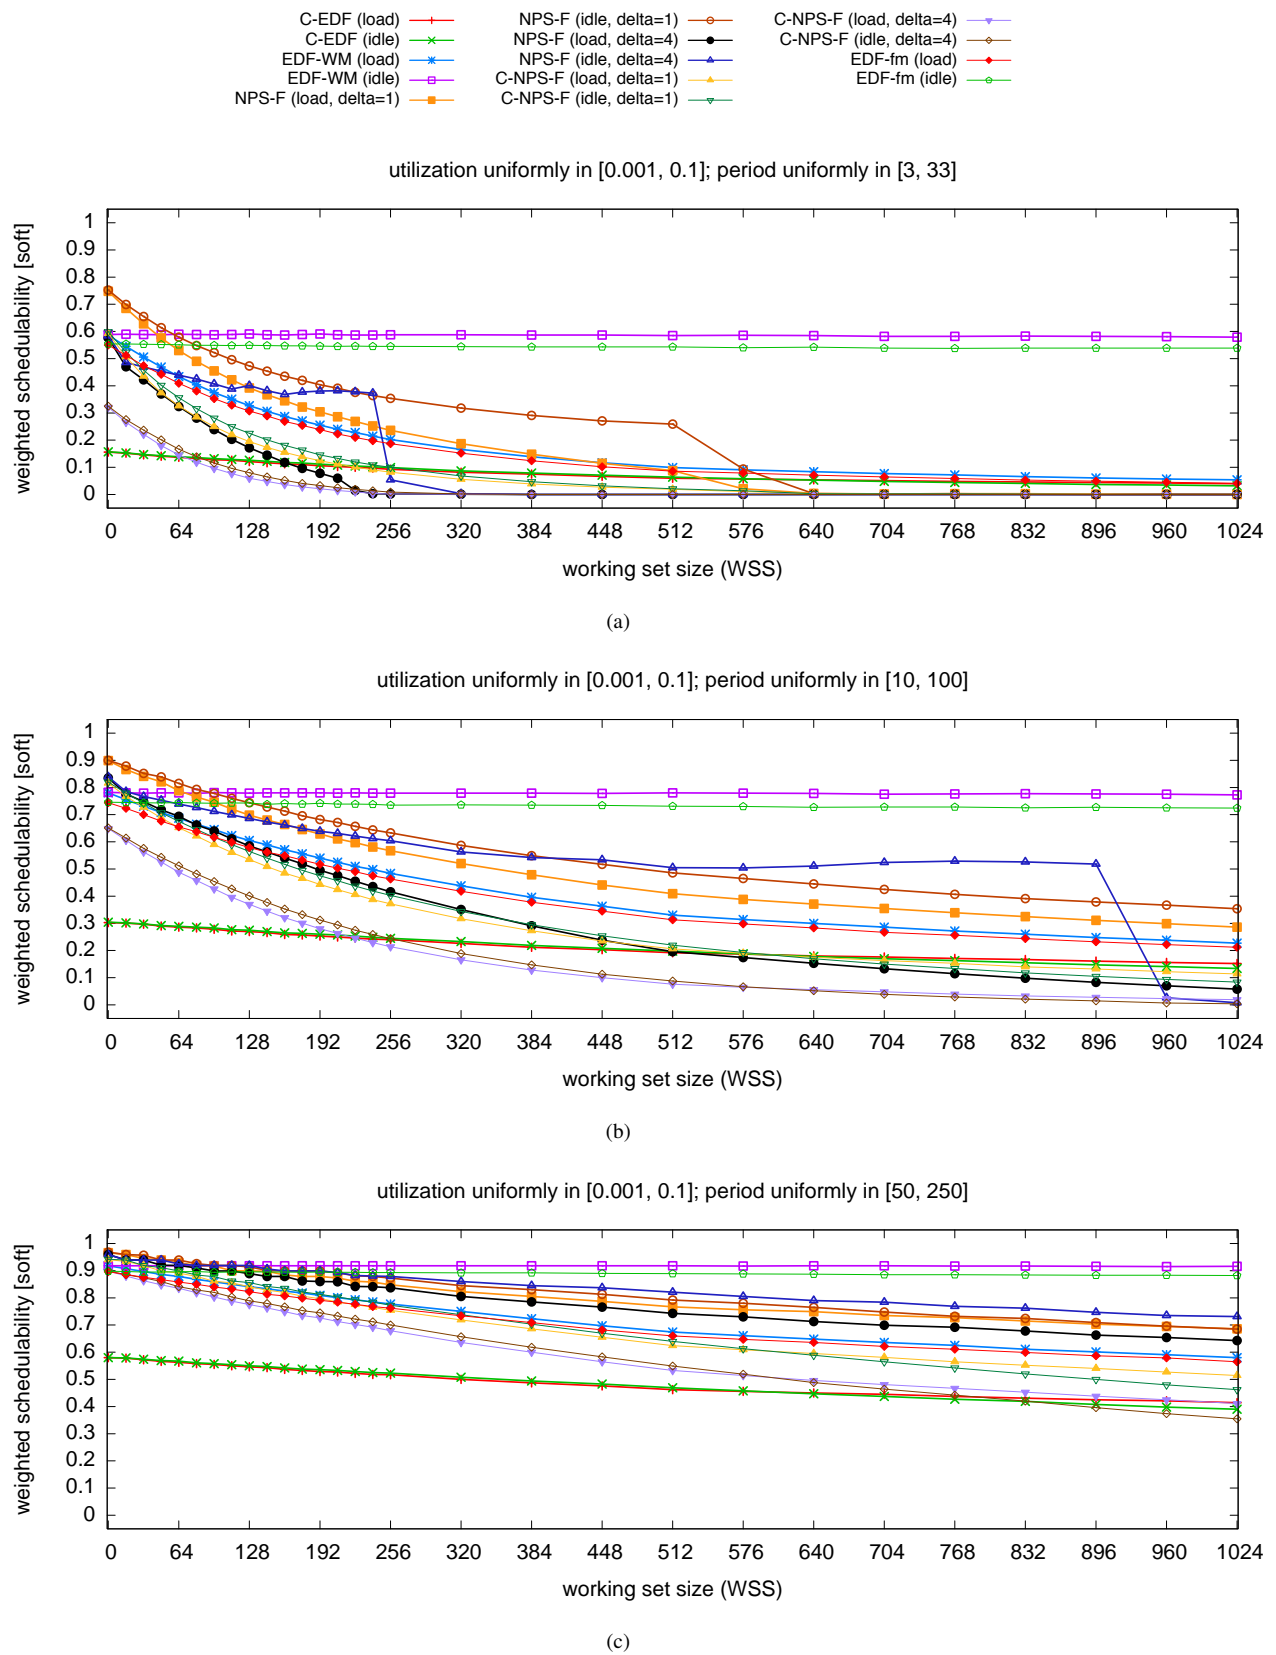 C-EDF (load)
C-EDF (idle)
EDF-WM (load)
EDF-WM (idle)
NPS-F (load, delta=1)
NPS-F (idle, delta=1)
NPS-F (load, delta=4)
NPS-F (idle, delta=4)
C-NPS-F (load, delta=1)
C-NPS-F (idle, delta=1)
C-NPS-F (load, delta=4)
C-NPS-F (idle, delta=4)
EDF-fm (load)
EDF-fm (idle)
utilization uniformly in [0.001, 0.1]; period uniformly in [3, 33]
weighted schedulability [soft]
1
0.9
0.8
0.7
0.6
0.5
0.4
0.3
0.2
0.1
0
0 64 128 192 256 320 384 448 512 576 640 704 768 832 896 960 1024
working set size (WSS)
(a)
utilization uniformly in [0.001, 0.1]; period uniformly in [10, 100]
weighted schedulability [soft]
1
0.9
0.8
0.7
0.6
0.5
0.4
0.3
0.2
0.1
0
0 64 128 192 256 320 384 448 512 576 640 704 768 832 896 960 1024
working set size (WSS)
(b)
utilization uniformly in [0.001, 0.1]; period uniformly in [50, 250]
weighted schedulability [soft]
1
0.9
0.8
0.7
0.6
0.5
0.4
0.3
0.2
0.1
0
0 64 128 192 256 320 384 448 512 576 640 704 768 832 896 960 1024
working set size (WSS)
(c)